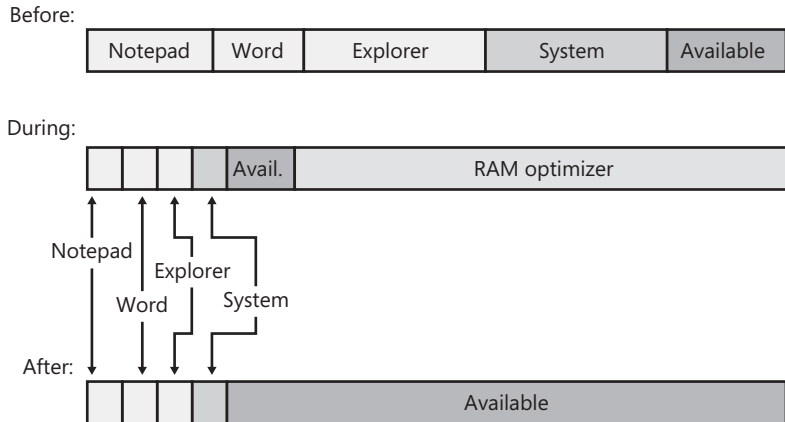 Before:
Notepad Word Explorer System Available
During:
Avail. RAM optimizer
Notepad
Explorer
Word System
After:
Available